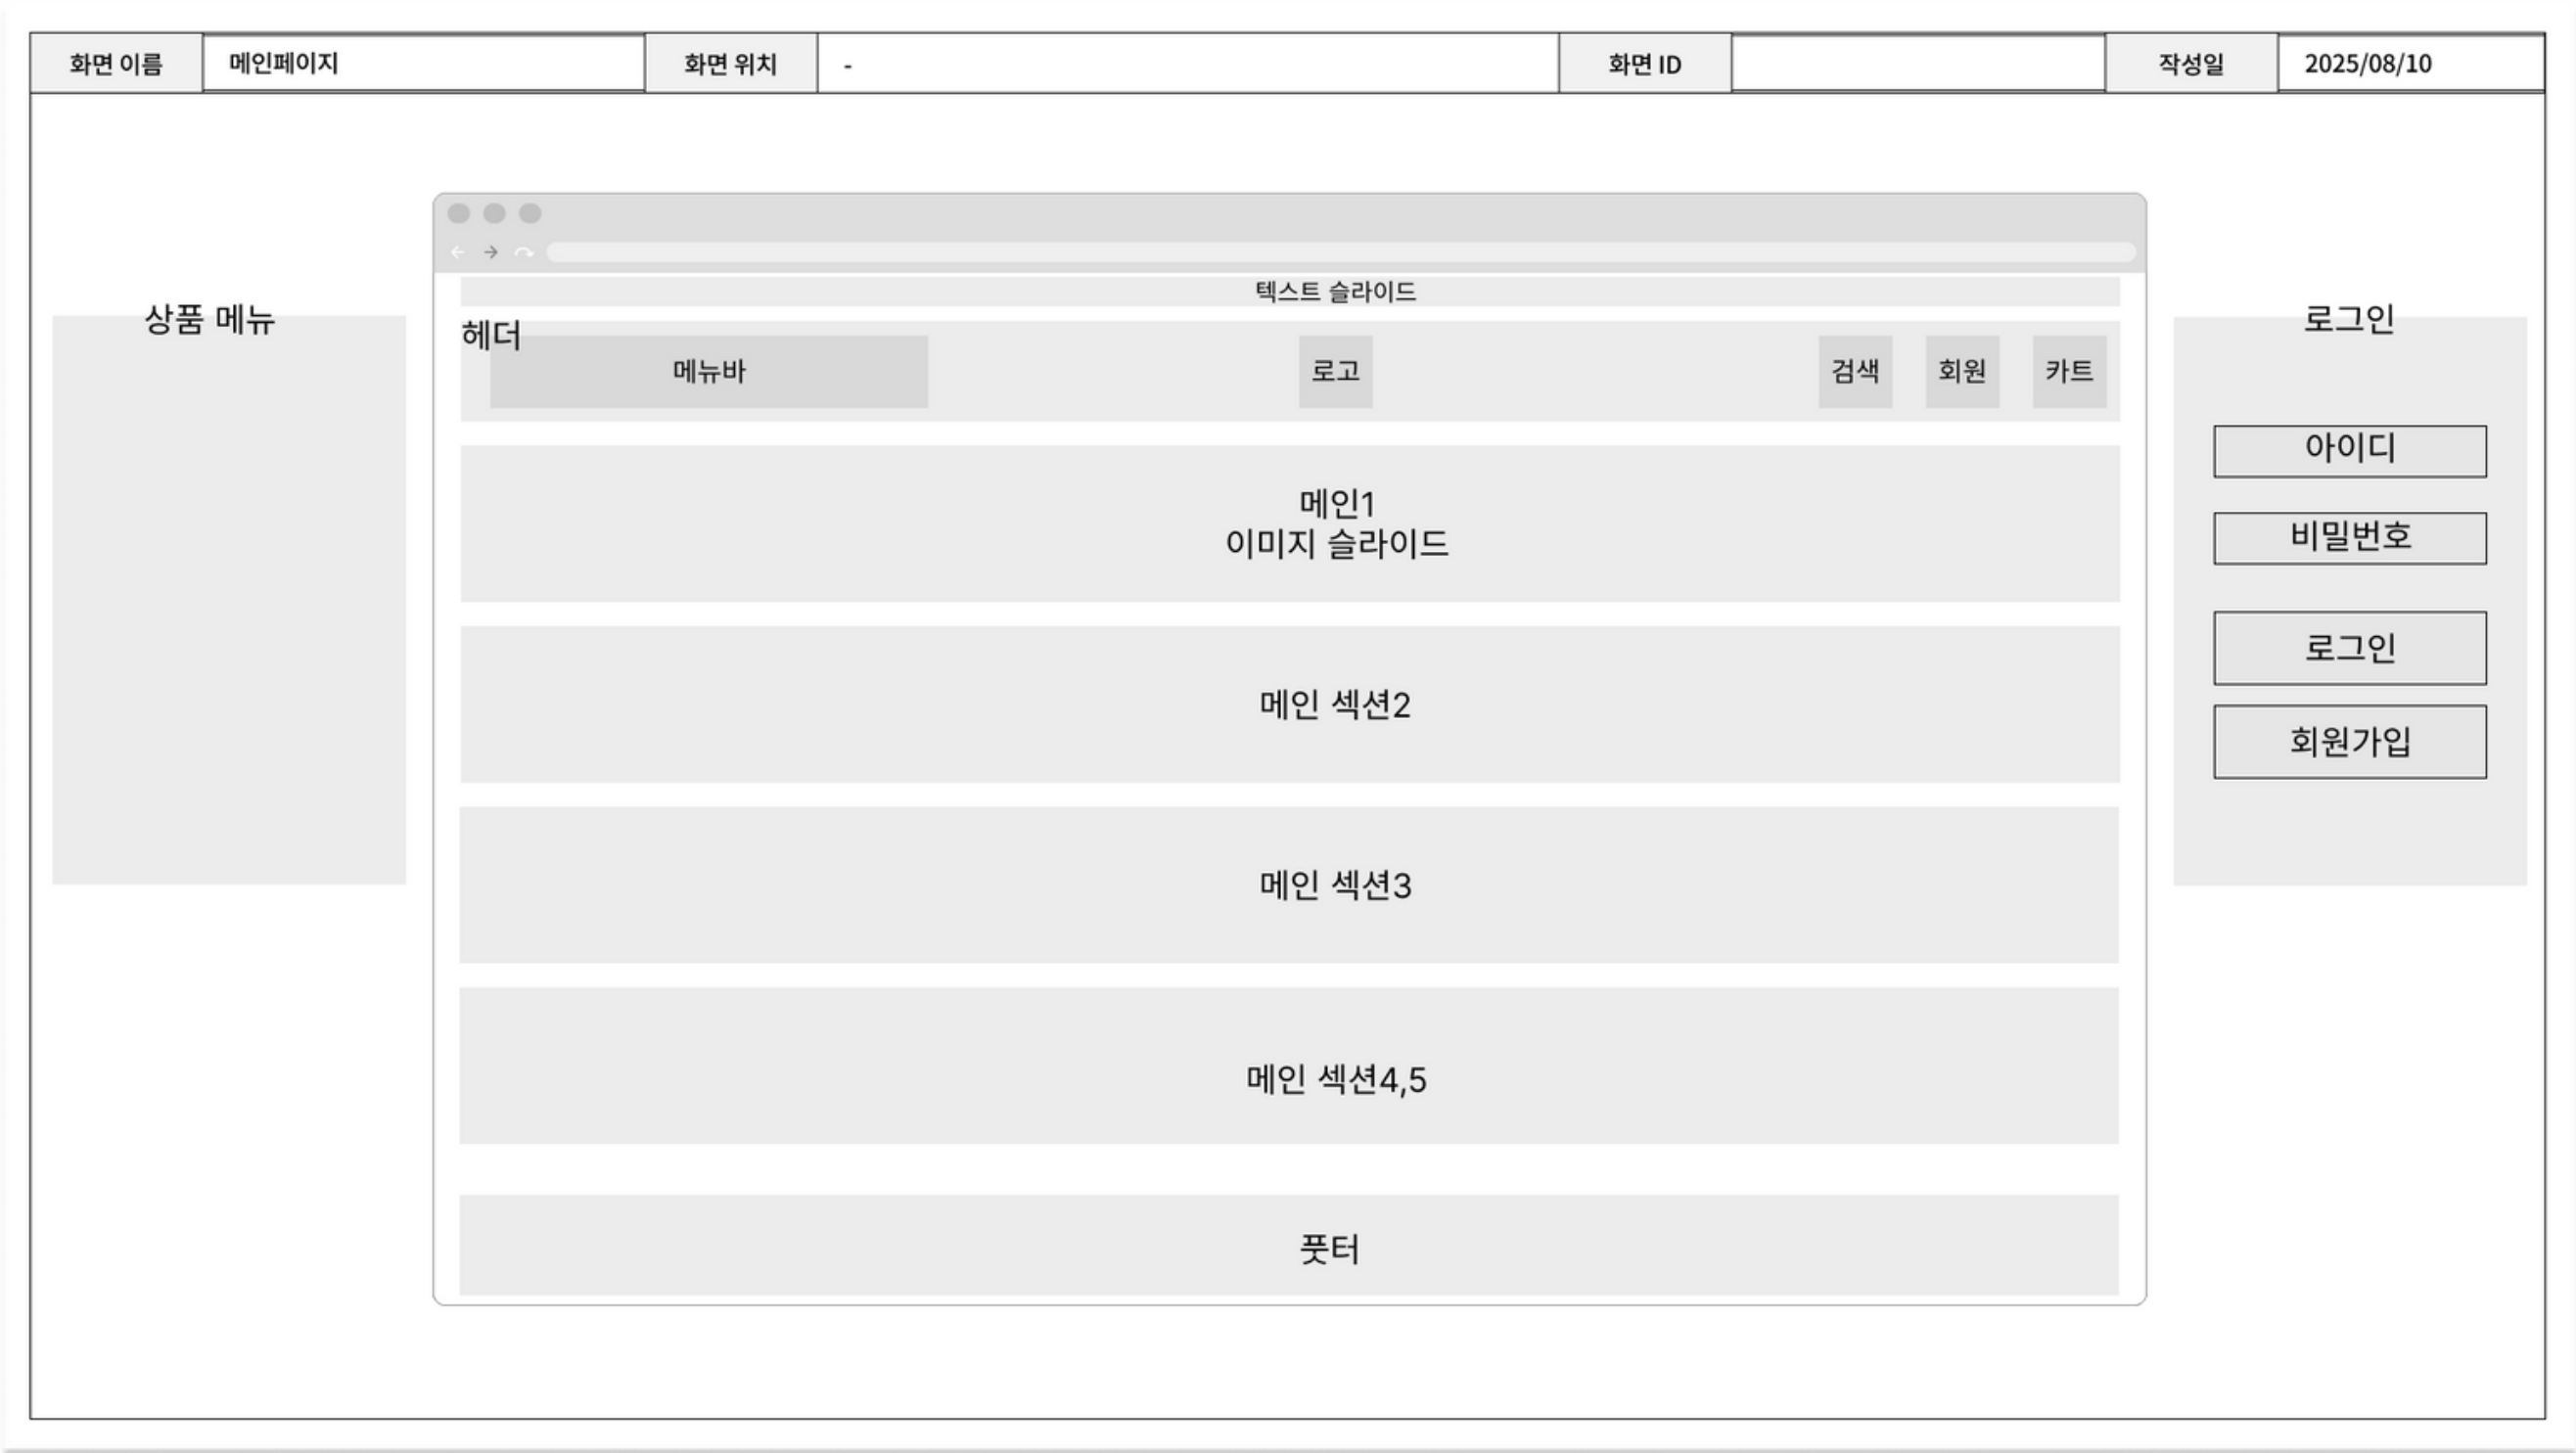 화면 이름
메인페이지
화면 위치
-
화면 ID
작성일
2025/08/10
상품 메뉴
텍스트 슬라이드
헤더
메뉴바
로고
검색
회원
카트
메인1
이미지 슬라이드
메인 섹션2
메인 섹션3
메인 섹션4,5
풋터
로그인
아이디
비밀번호
로그인
회원가입